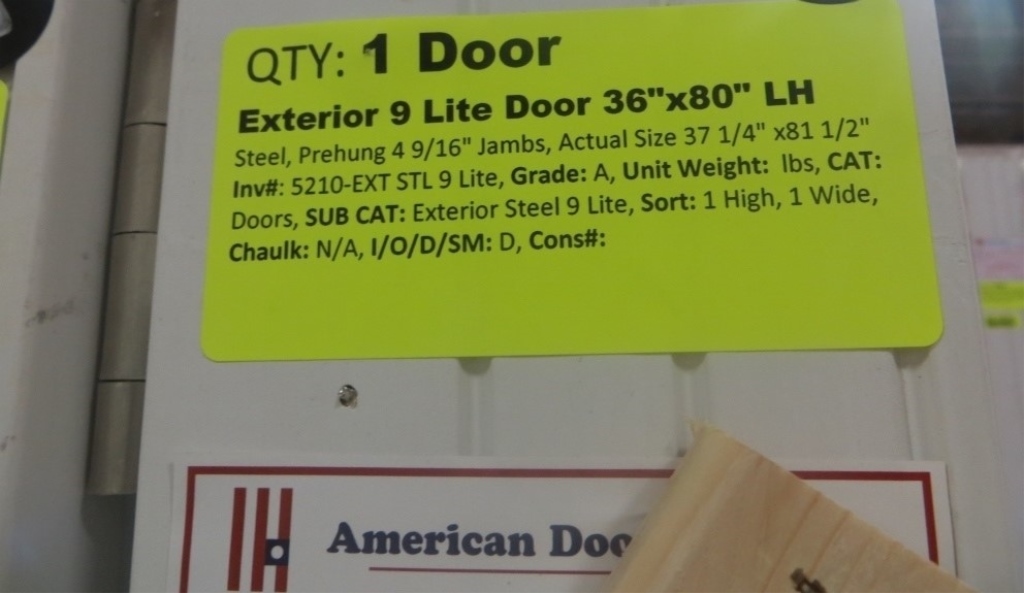 QTY: 1 Door
Exterior 9 Lite Door 36"x80" LH
Steel, Prehung 4 9/16" Jambs, Actual Size 37 1/4" x81 1/2"
Inv#: 5210-EXT STL 9 Lite, Grade: A, Unit Weight: lbs, CAT:
Doors, SUB CAT: Exterior Steel 9 Lite, Sort: 1 High, 1 Wide,
Chaulk: N/A, I/O/D/SM: D, Cons#:
American Doo